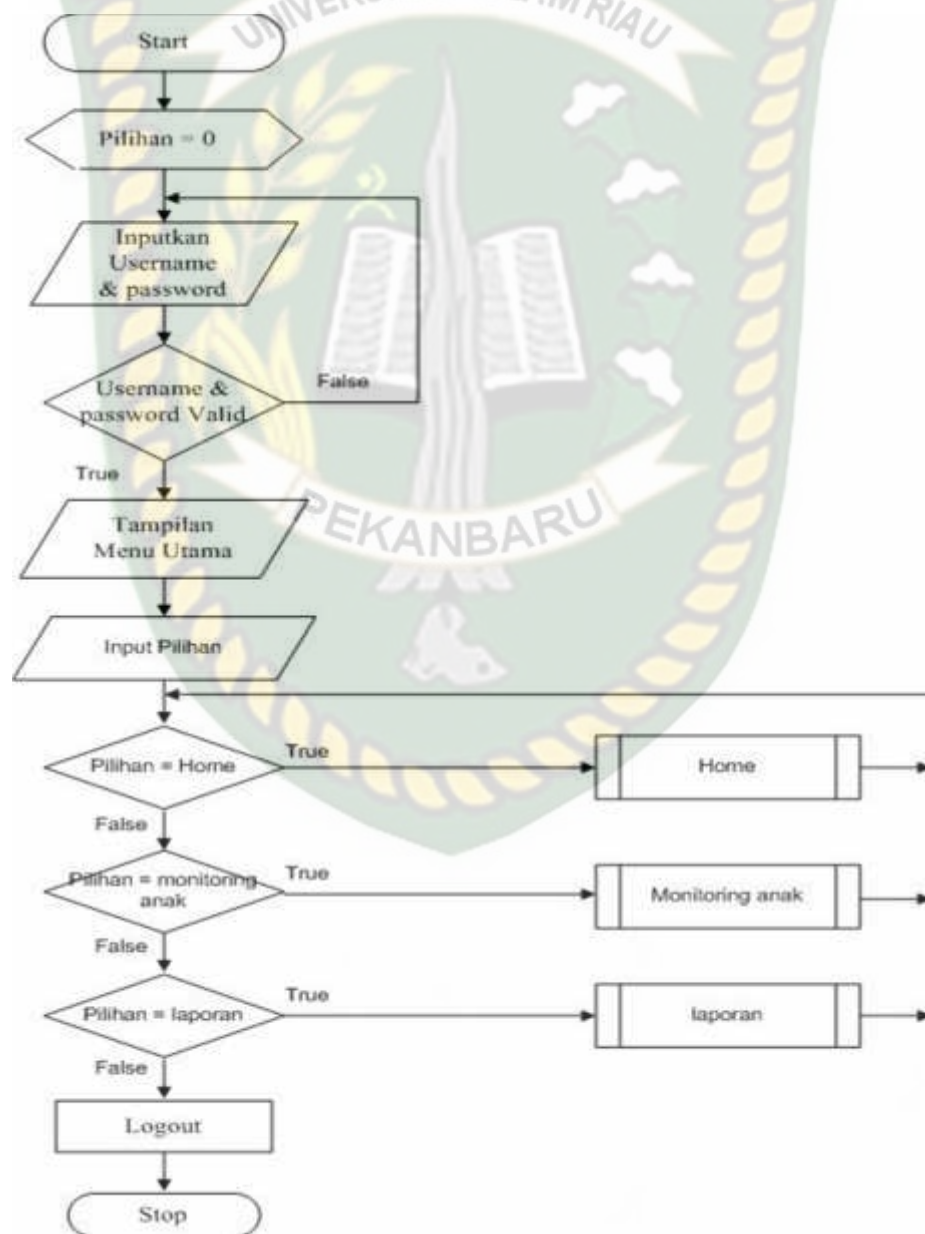 Start
Pilihan = 0
Inputkan
Username
& password
Username &
password Valid
False
True
Tampilan
Menu Utama
Input Pilihan
Pilihan = Home
True
Home
False
Pilihan = monitoring
anak
True
Monitoring anak
False
Pilihan = laporan
True
laporan
False
Logout
Stop
RIAU
PEKANBARU